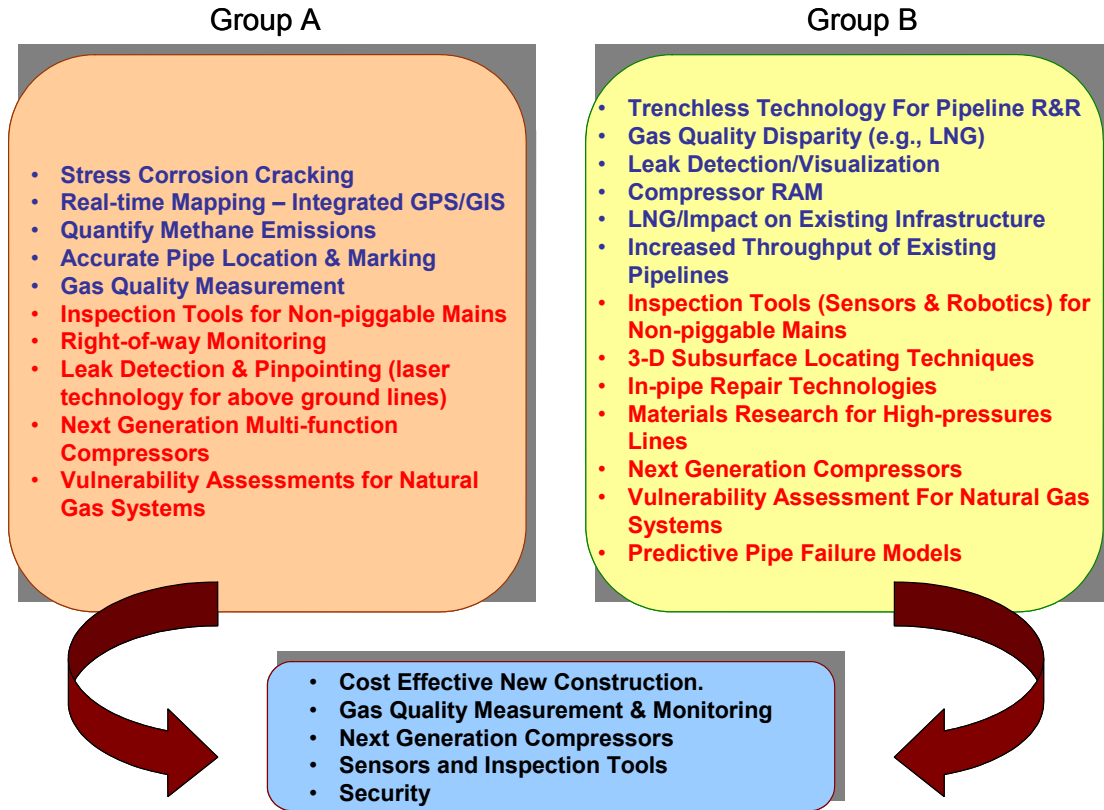 Group A
• Stress Corrosion Cracking
• Real-time Mapping – Integrated GPS/GIS
• Quantify Methane Emissions
• Accurate Pipe Location & Marking
• Gas Quality Measurement
• Inspection Tools for Non-piggable Mains
• Right-of-way Monitoring
• Leak Detection & Pinpointing (laser
technology for above ground lines)
• Next Generation Multi-function
Compressors
• Vulnerability Assessments for Natural
Gas Systems
Group B
• Trenchless Technology For Pipeline R&R
• Gas Quality Disparity (e.g., LNG)
• Leak Detection/Visualization
• Compressor RAM
• LNG/Impact on Existing Infrastructure
• Increased Throughput of Existing
Pipelines
• Inspection Tools (Sensors & Robotics) for
Non-piggable Mains
• 3-D Subsurface Locating Techniques
• In-pipe Repair Technologies
• Materials Research for High-pressures
Lines
• Next Generation Compressors
• Vulnerability Assessment For Natural Gas
Systems
• Predictive Pipe Failure Models
• Cost Effective New Construction.
• Gas Quality Measurement & Monitoring
• Next Generation Compressors
• Sensors and Inspection Tools
• Security